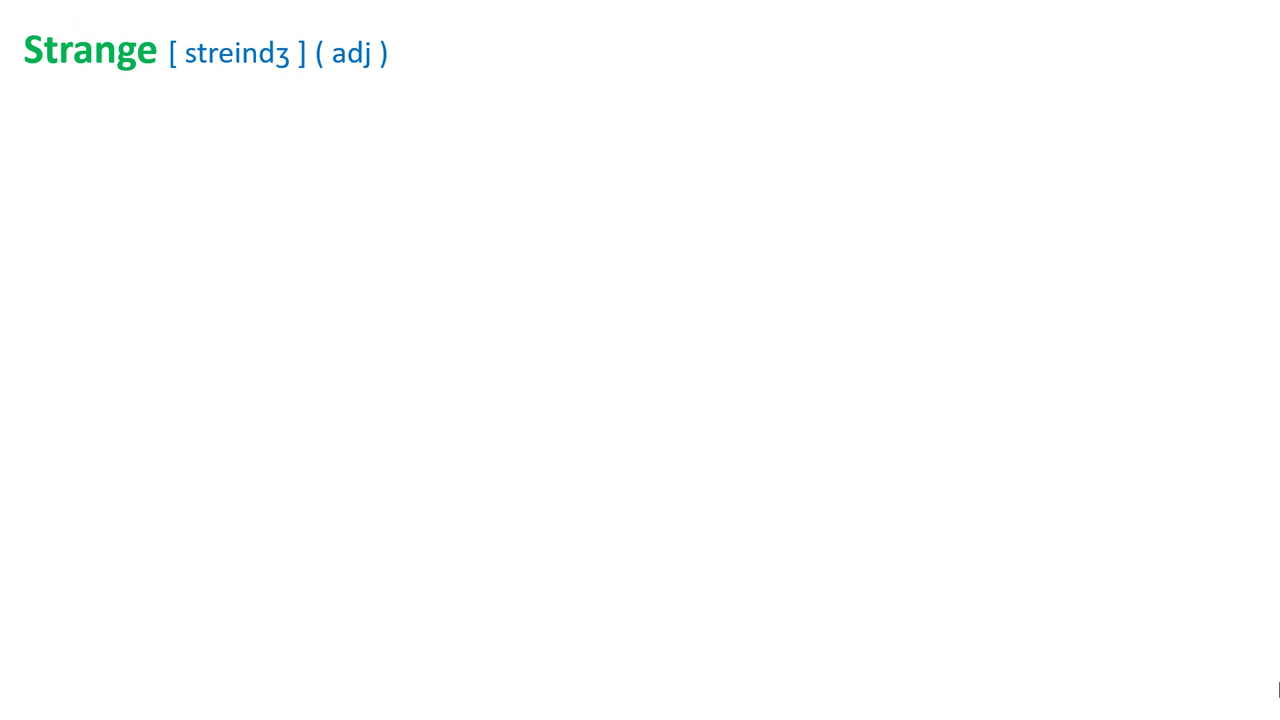 Strange [ streindʒ ] ( adj )